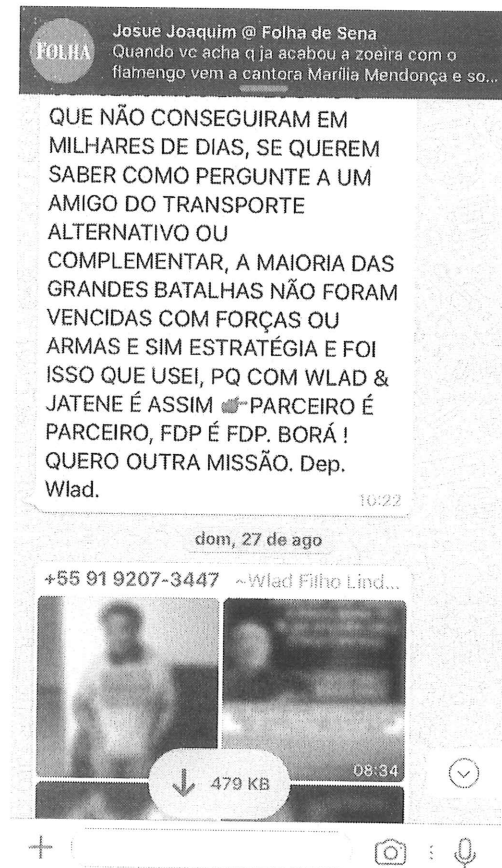 FOLHA
Josue Joaquim @ Folha de Sena
Quando vc acha q ja acabou a zoeira com o
flamengo vem a cantora Marília Mendonça e so...
QUE NÃO CONSEGUIRAM EM
MILHARES DE DIAS, SE QUEREM
SABER COMO PERGUNTE A UM
AMIGO DO TRANSPORTE
ALTERNATIVO OU
COMPLEMENTAR, A MAIORIA DAS
GRANDES BATALHAS NÃO FORAM
VENCIDAS COM FORÇAS OU
ARMAS E SIM ESTRATÉGIA E FOI
ISSO QUE USEI, PQ COM WLAD &
JATENE É ASSIM 👉PARCEIRO É
PARCEIRO, FDP É FDP. BORÁ !
QUERO OUTRA MISSÃO. Dep.
Wlad.
10:22
dom, 27 de ago
+55 91 9207-3447 ~Wlad Filho Lind...
479 KB
08:34